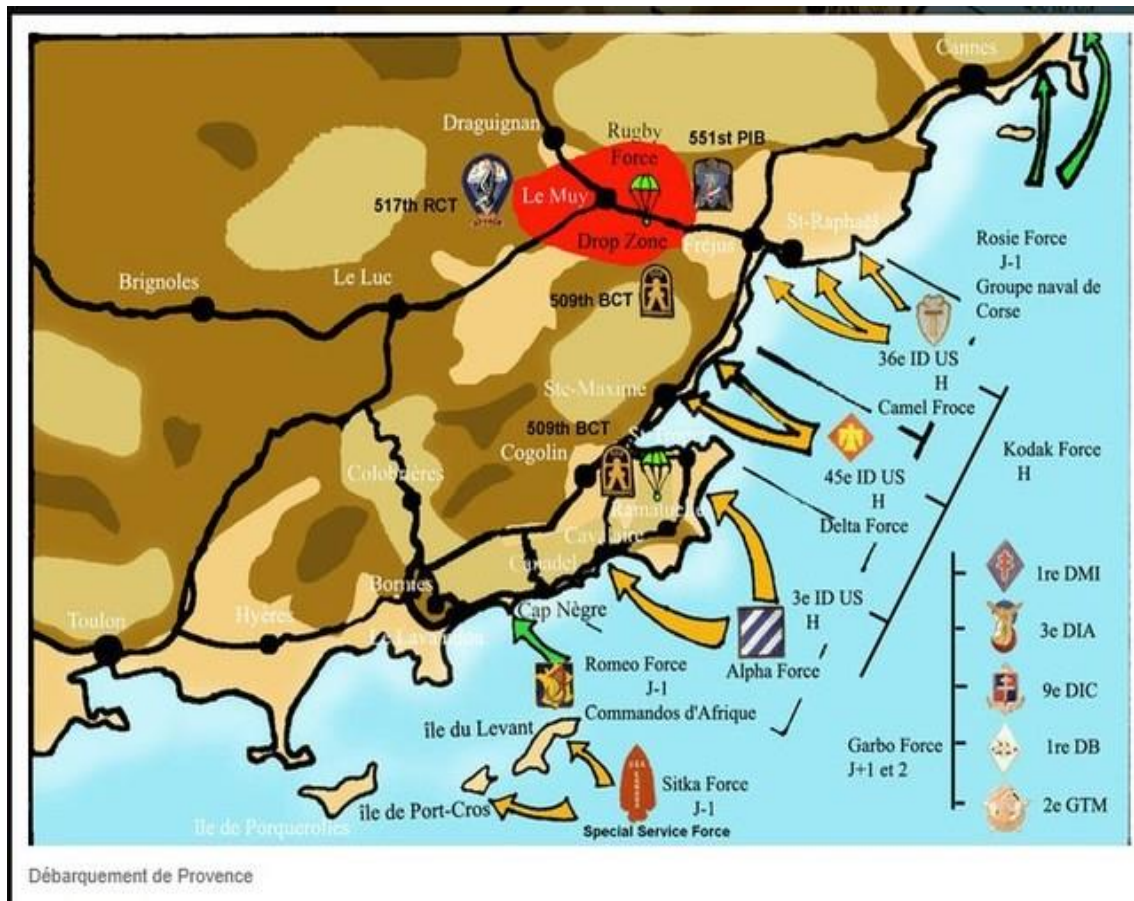 Cannes
Draguignan
Rugby
Force
551st PIB
517th RCT
Le Muy
Drop Zone
Fréjus
St-Raphaël
Rosie Force
J-1
Groupe naval de
Corse
Brignoles
Le Luc
509th BCT
36e ID US
H
Camel Froce
Ste-Maxime
Kodak Force
H
509th BCT
Cogolin
45e ID US
H
Delta Force
Colobrières
Ramatuelle
Cavalaire
Canadel
Bormes
Toulon
Hyères
Le Lavandou
Cap Nègre
3e ID US
H
Alpha Force
Romeo Force
J-1
Commandos d'Afrique
île du Levant
île de Port-Cros
île de Porquerolles
Sitka Force
J-1
Special Service Force
Garbo Force
J+1 et 2
1re DMI
3e DIA
9e DIC
1re DB
2e GTM
Débarquement de Provence